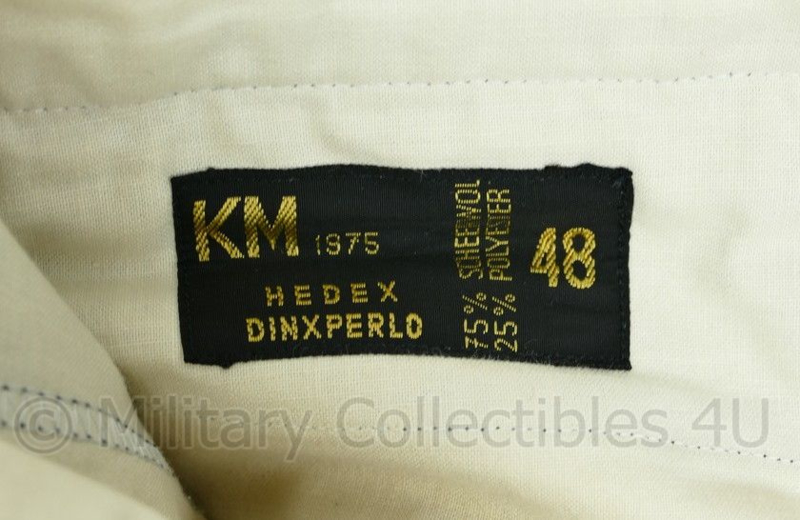 KM 1975
HEDEX
DINXPERLO
75% SCHEERWOL
25% POLYESTER
48
© Military Collectibles 4U